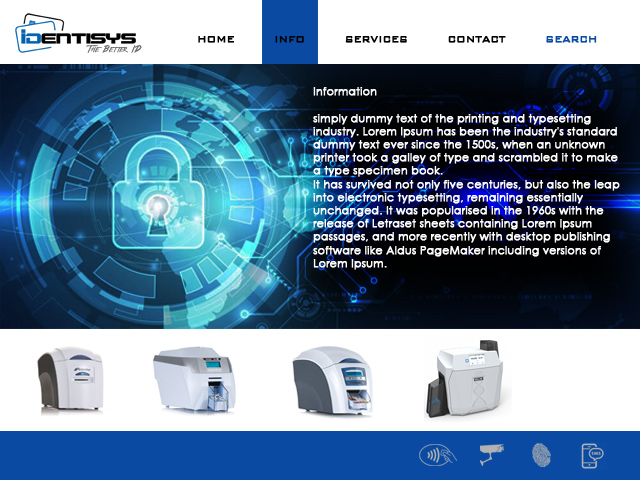 IDENTISYS
The Better ID
HOME
INFO
SERVICES
CONTACT
SEARCH
Information
simply dummy text of the printing and typesetting
industry. Lorem Ipsum has been the industry's standard
dummy text ever since the 1500s, when an unknown
printer took a galley of type and scrambled it to make
a type specimen book.
It has survived not only five centuries, but also the leap
into electronic typesetting, remaining essentially
unchanged. It was popularised in the 1960s with the
release of Letraset sheets containing Lorem Ipsum
passages, and more recently with desktop publishing
software like Aldus PageMaker including versions of
Lorem Ipsum.
SMS